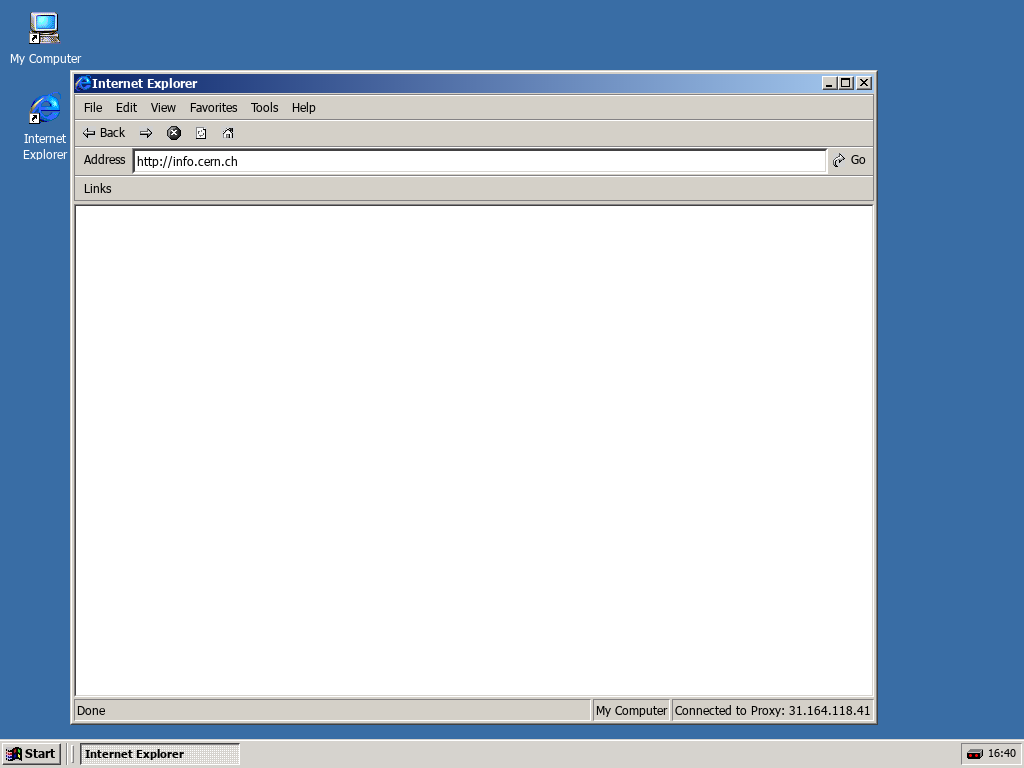 My Computer
Internet Explorer
Internet
Explorer
File Edit View Favorites Tools Help
Back
Address http://info.cern.ch Go
Links
Done My Computer Connected to Proxy: 31.164.118.41
Start Internet Explorer 16:40